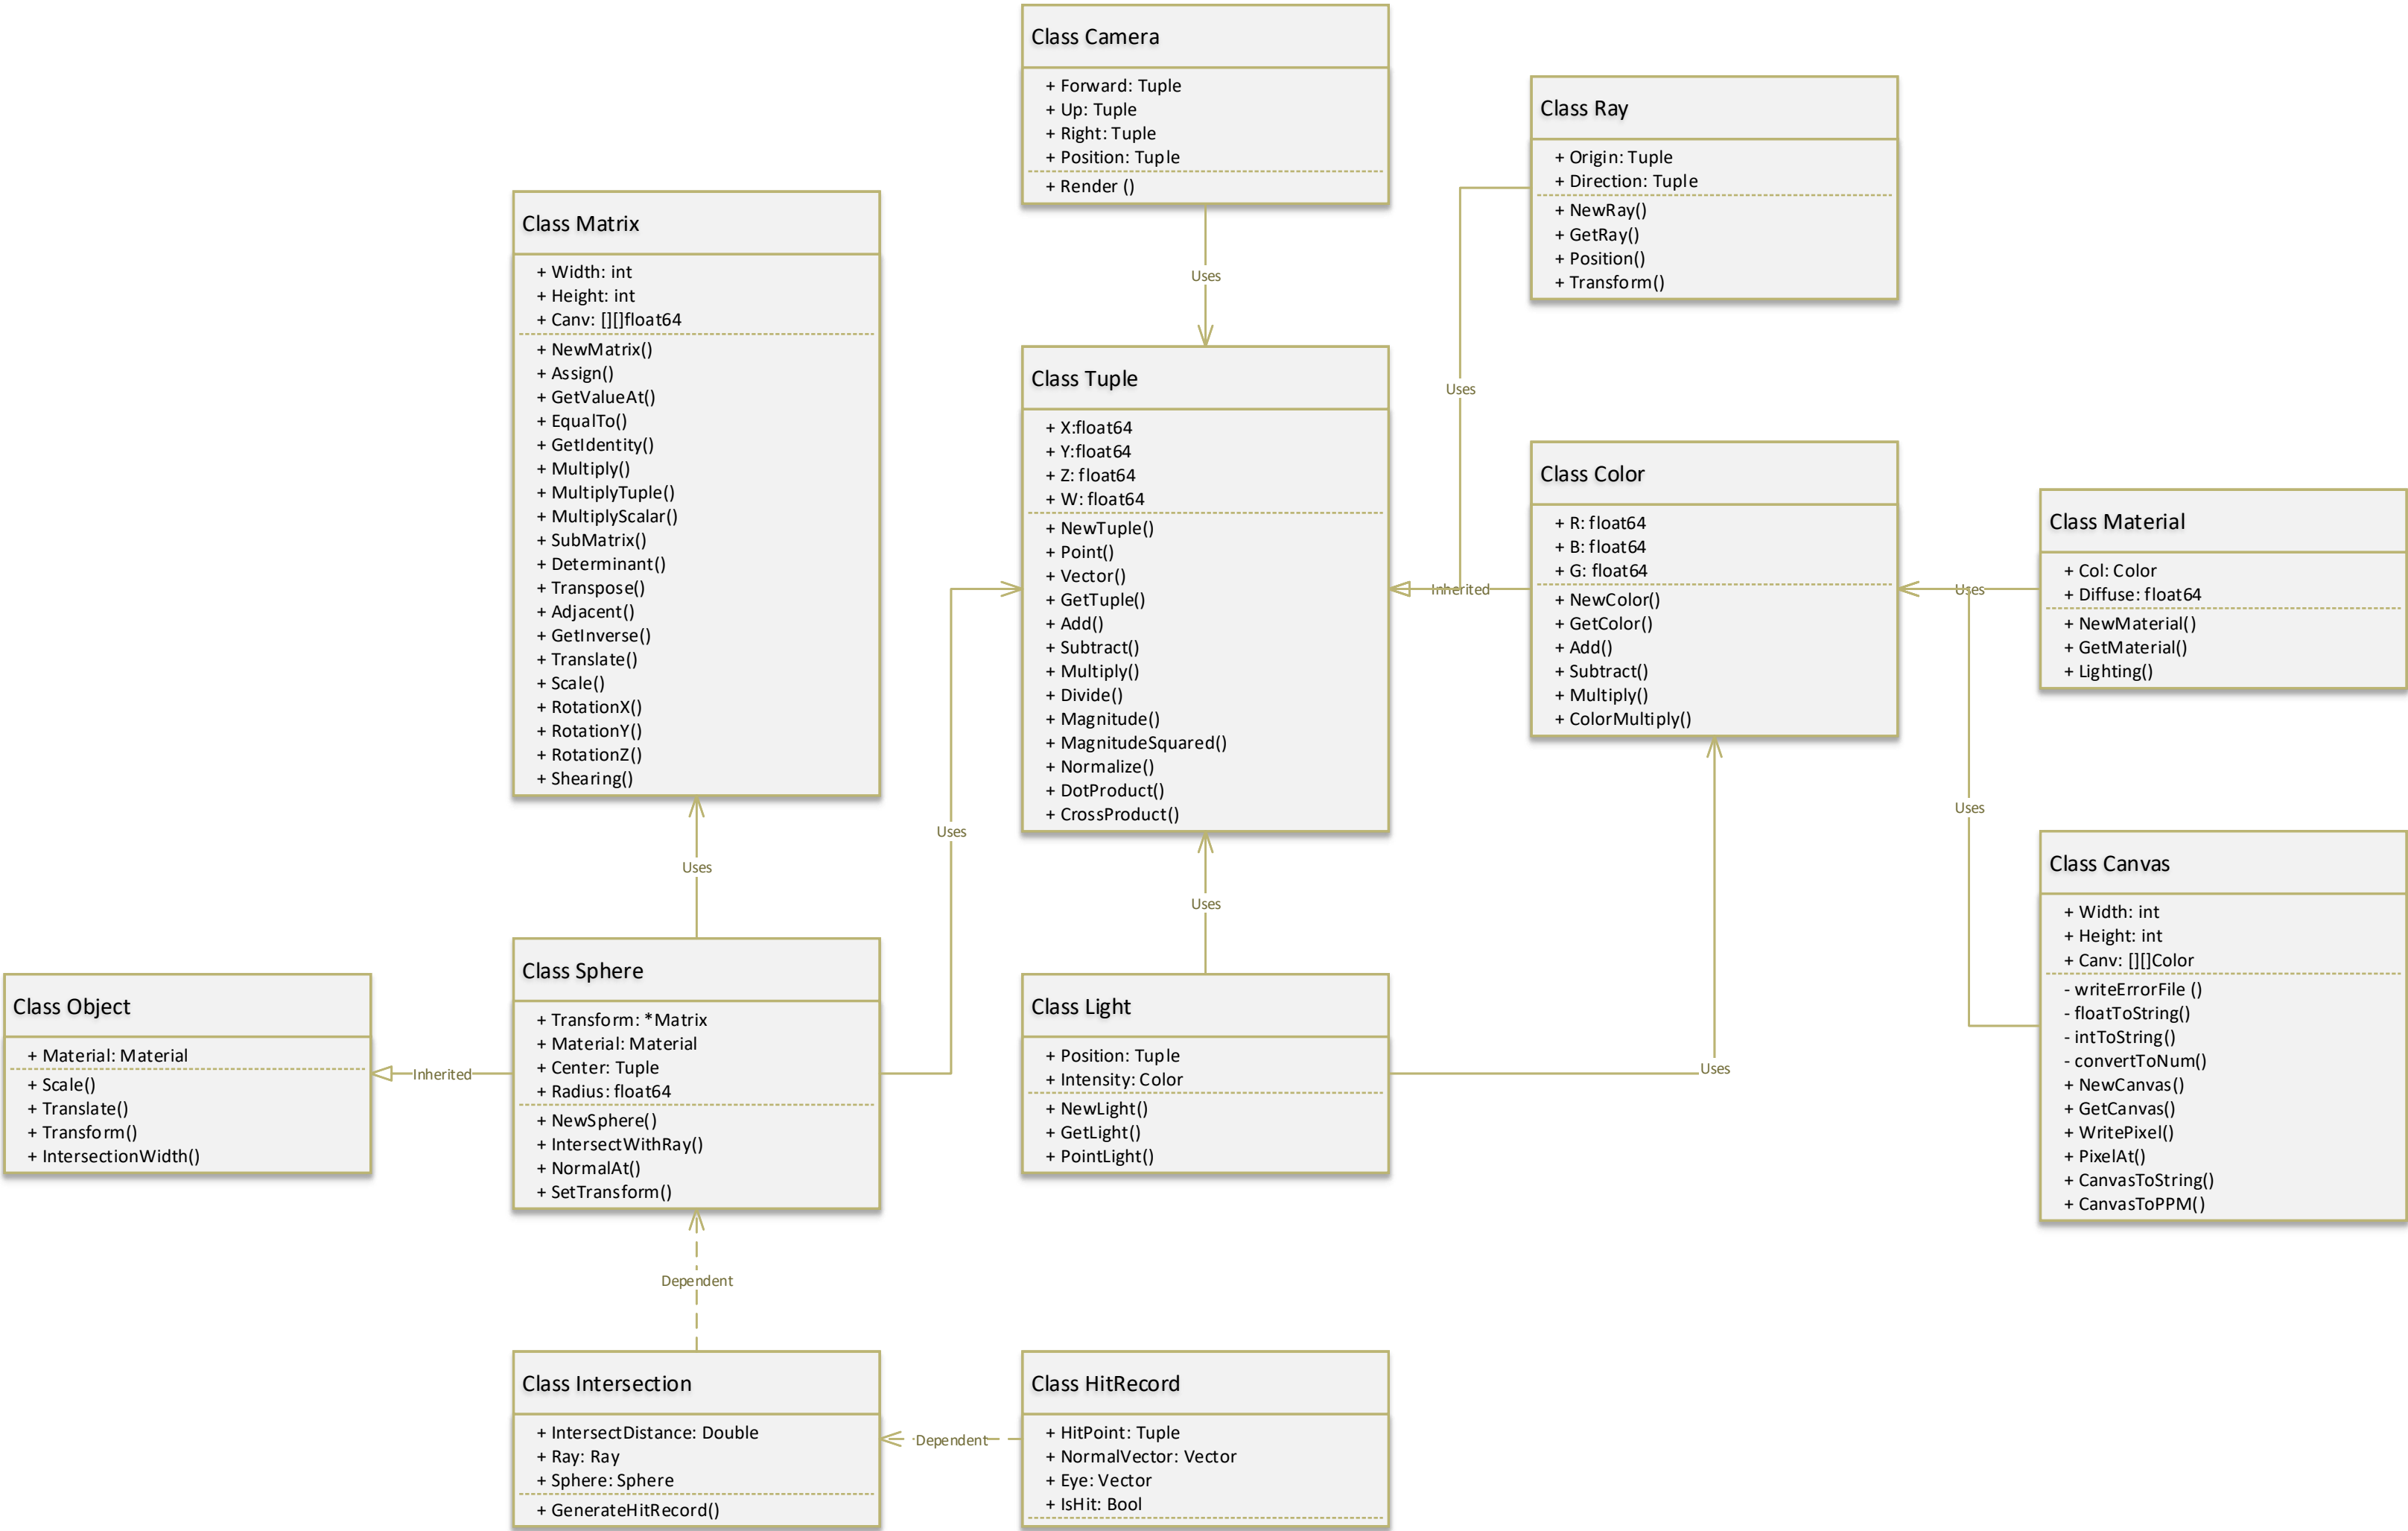 Class Camera
+ Forward: Tuple
+ Up: Tuple
+ Right: Tuple
+ Position: Tuple
+ Render ()
Class Ray
+ Origin: Tuple
+ Direction: Tuple
+ NewRay()
+ GetRay()
+ Position()
+ Transform()
Class Matrix
+ Width: int
+ Height: int
+ Canv: [][]float64
+ NewMatrix()
+ Assign()
+ GetValueAt()
+ EqualTo()
+ GetIdentity()
+ Multiply()
+ MultiplyTuple()
+ MultiplyScalar()
+ SubMatrix()
+ Determinant()
+ Transpose()
+ Adjacent()
+ GetInverse()
+ Translate()
+ Scale()
+ RotationX()
+ RotationY()
+ RotationZ()
+ Shearing()
Uses
Class Tuple
+ X:float64
+ Y:float64
+ Z: float64
+ W: float64
+ NewTuple()
+ Point()
+ Vector()
+ GetTuple()
+ Add()
+ Subtract()
+ Multiply()
+ Divide()
+ Magnitude()
+ MagnitudeSquared()
+ Normalize()
+ DotProduct()
+ CrossProduct()
Uses
Inherited
Class Color
+ R: float64
+ B: float64
+ G: float64
+ NewColor()
+ GetColor()
+ Add()
+ Subtract()
+ Multiply()
+ ColorMultiply()
Uses
Class Material
+ Col: Color
+ Diffuse: float64
+ NewMaterial()
+ GetMaterial()
+ Lighting()
Uses
Class Canvas
+ Width: int
+ Height: int
+ Canv: [][]Color
- writeErrorFile ()
- floatToString()
- intToString()
- convertToNum()
+ NewCanvas()
+ GetCanvas()
+ WritePixel()
+ PixelAt()
+ CanvasToString()
+ CanvasToPPM()
Uses
Uses
Uses
Uses
Class Object
+ Material: Material
+ Scale()
+ Translate()
+ Transform()
+ IntersectionWidth()
Inherited
Class Sphere
+ Transform: *Matrix
+ Material: Material
+ Center: Tuple
+ Radius: float64
+ NewSphere()
+ IntersectWithRay()
+ NormalAt()
+ SetTransform()
Class Light
+ Position: Tuple
+ Intensity: Color
+ NewLight()
+ GetLight()
+ PointLight()
Dependent
Class Intersection
+ IntersectDistance: Double
+ Ray: Ray
+ Sphere: Sphere
+ GenerateHitRecord()
Dependent
Class HitRecord
+ HitPoint: Tuple
+ NormalVector: Vector
+ Eye: Vector
+ IsHit: Bool